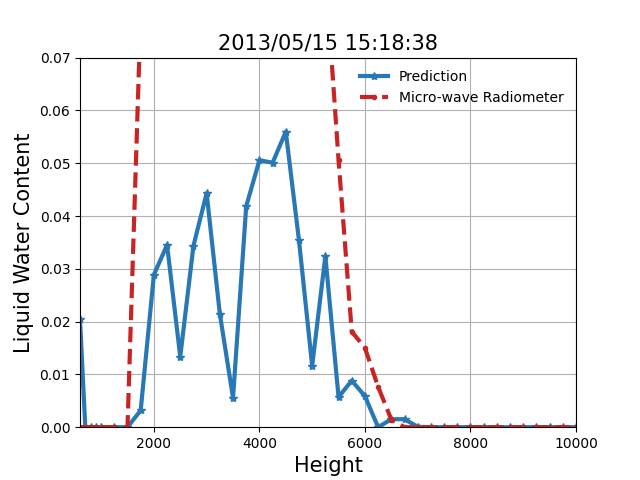 2013/05/15 15:18:38
Prediction
Micro-wave Radiometer
Liquid Water Content
0.07
0.06
0.05
0.04
0.03
0.02
0.01
0.00
2000 4000 6000 8000 10000
Height